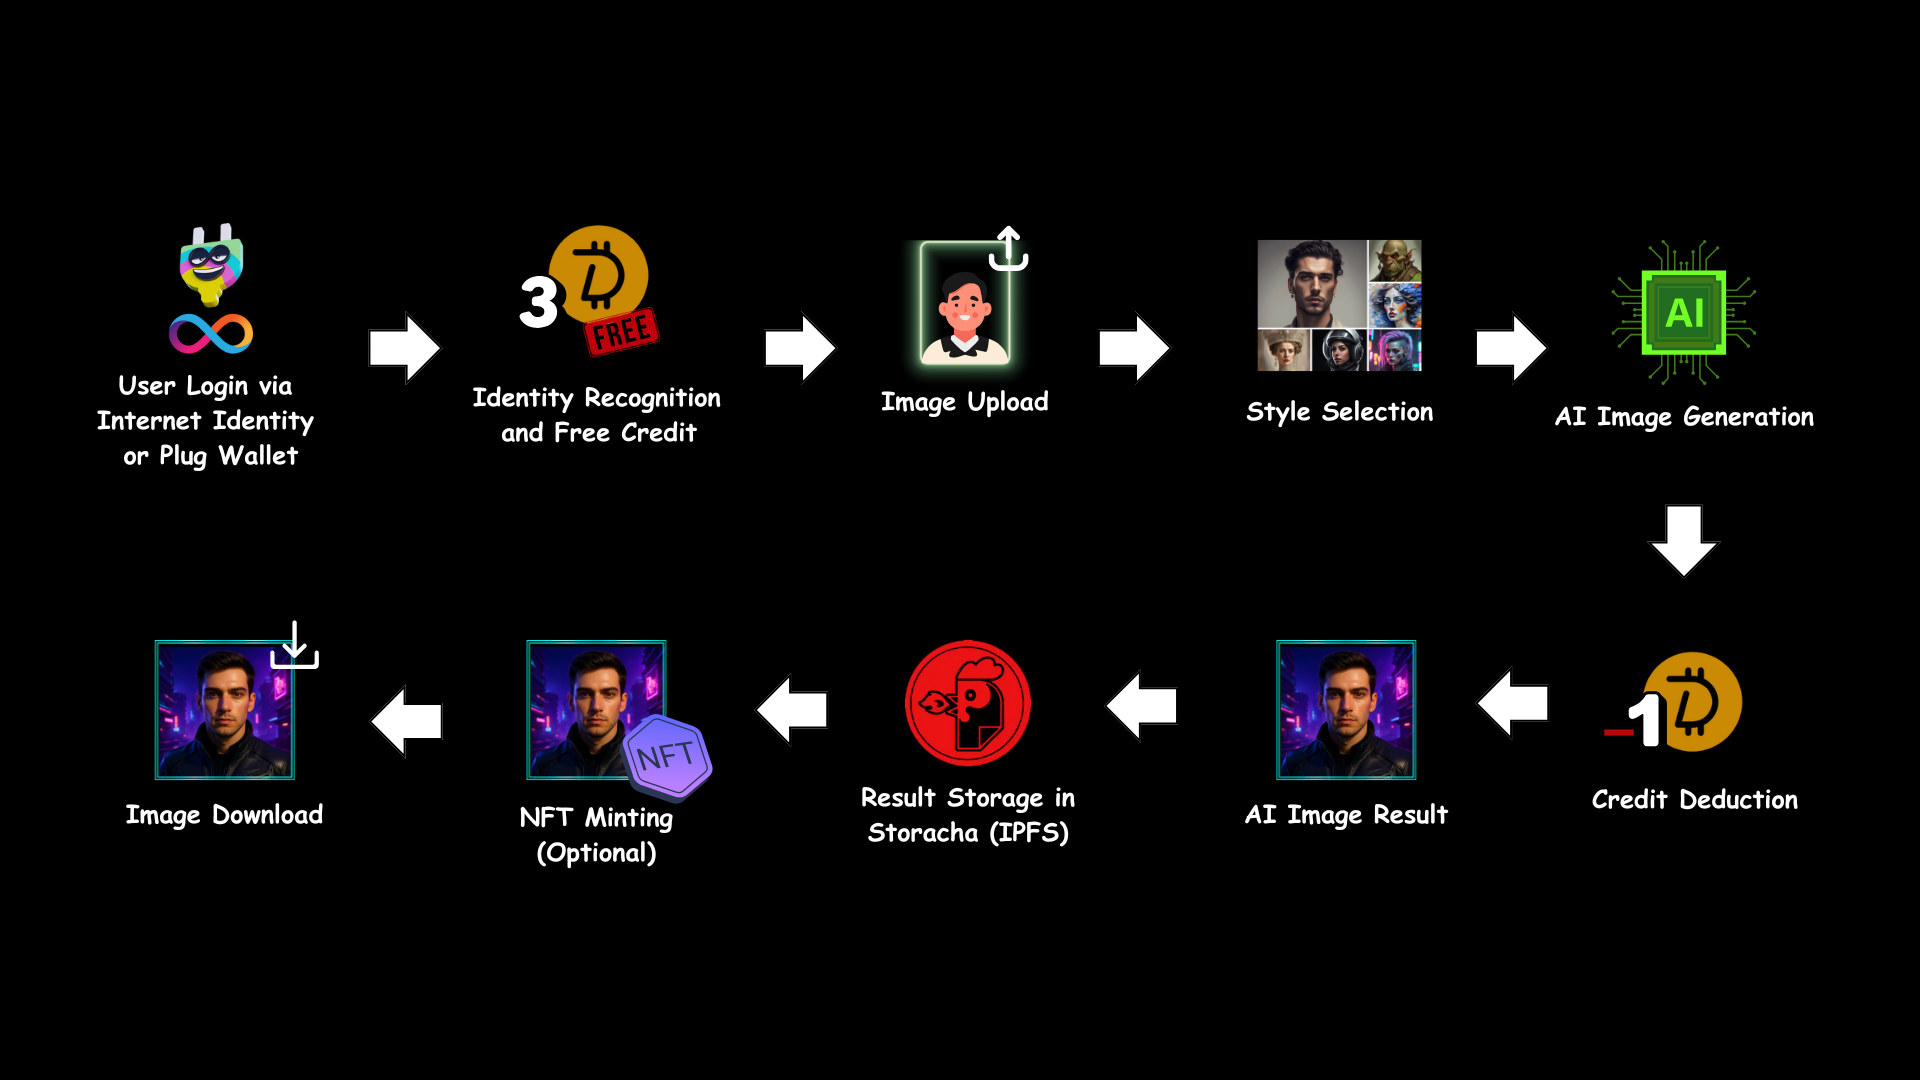 3
FREE
AI
User Login via
Internet Identity
or Plug Wallet
Identity Recognition
and Free Credit
Image Upload
Style Selection
AI Image Generation
-1
Credit Deduction
AI Image Result
Result Storage in
Storacha (IPFS)
NFT
NFT Minting
(Optional)
Image Download